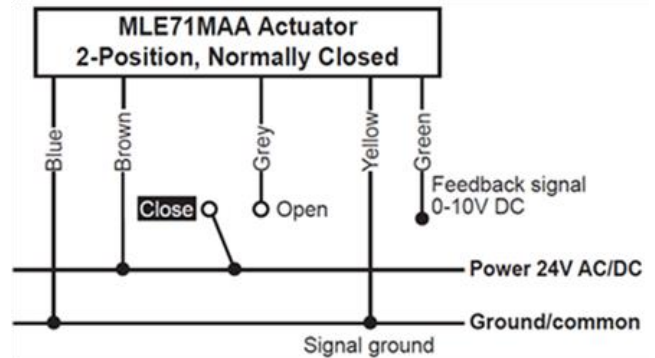 MLE71MAA Actuator
2-Position, Normally Closed
Blue
Brown
Grey
Yellow
Green
Feedback signal
0-10V DC
Close
Open
Power 24V AC/DC
Ground/common
Signal ground